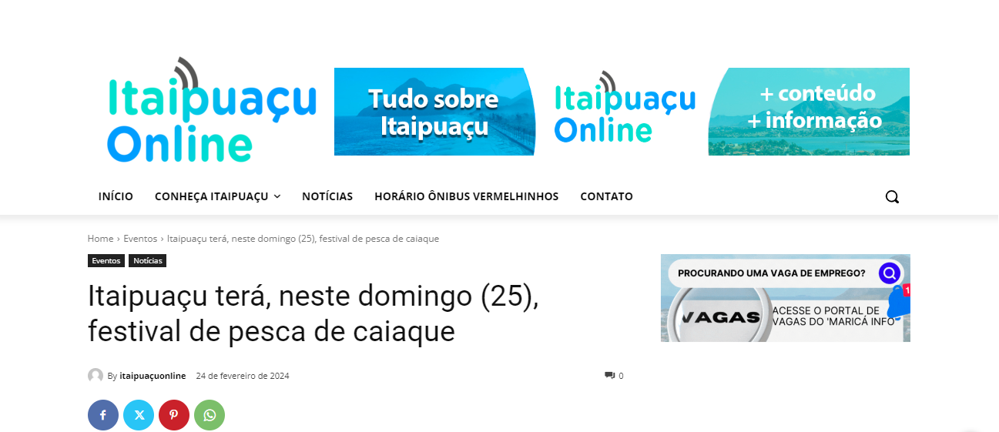 Itaipuaçu
Online
Tudo sobre
Itaipuaçu
Itaipuaçu
Online
+ conteúdo
+ informação
INÍCIO CONHEÇA ITAIPUAÇU NOTÍCIAS HORÁRIO ÔNIBUS VERMELHINHOS CONTATO
Home › Eventos › Itaipuaçu terá, neste domingo (25), festival de pesca de caiaque
Eventos Notícias
Itaipuaçu terá, neste domingo (25),
festival de pesca de caiaque
By itaipuaçuonline 24 de fevereiro de 2024 0
PROCURANDO UMA VAGA DE EMPREGO?
1
VAGAS
ACESSE O PORTAL DE
VAGAS DO 'MARICÁ INFO'